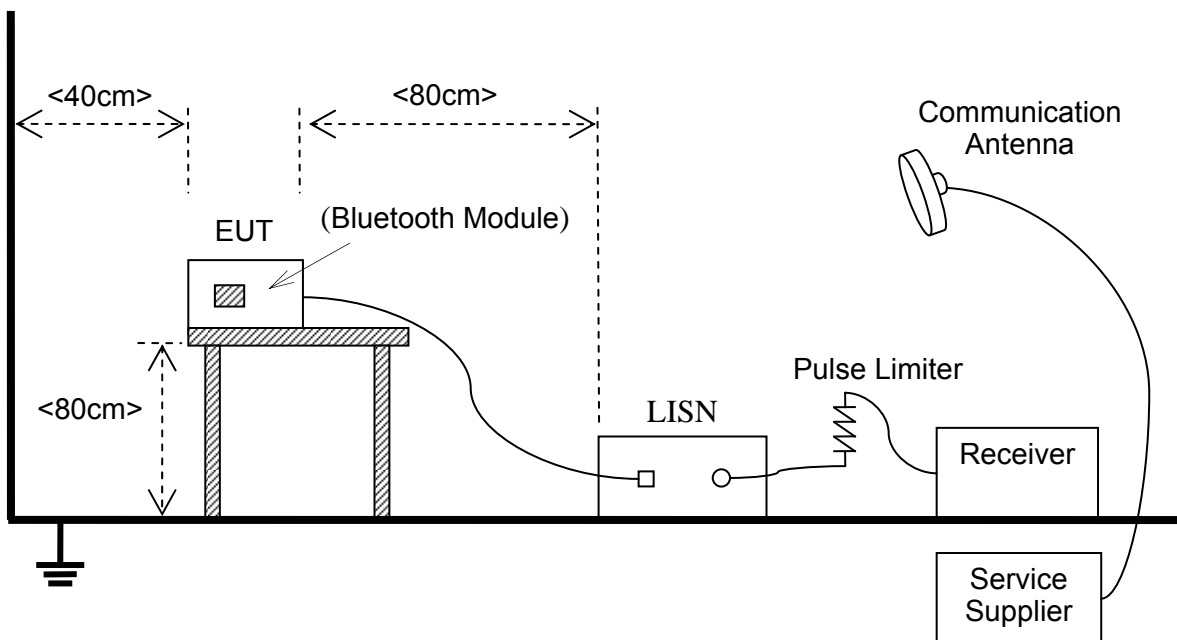 <40cm>
<80cm>
Communication
Antenna
EUT
(Bluetooth Module)
Pulse Limiter
<80cm>
LISN
Receiver
Service
Supplier